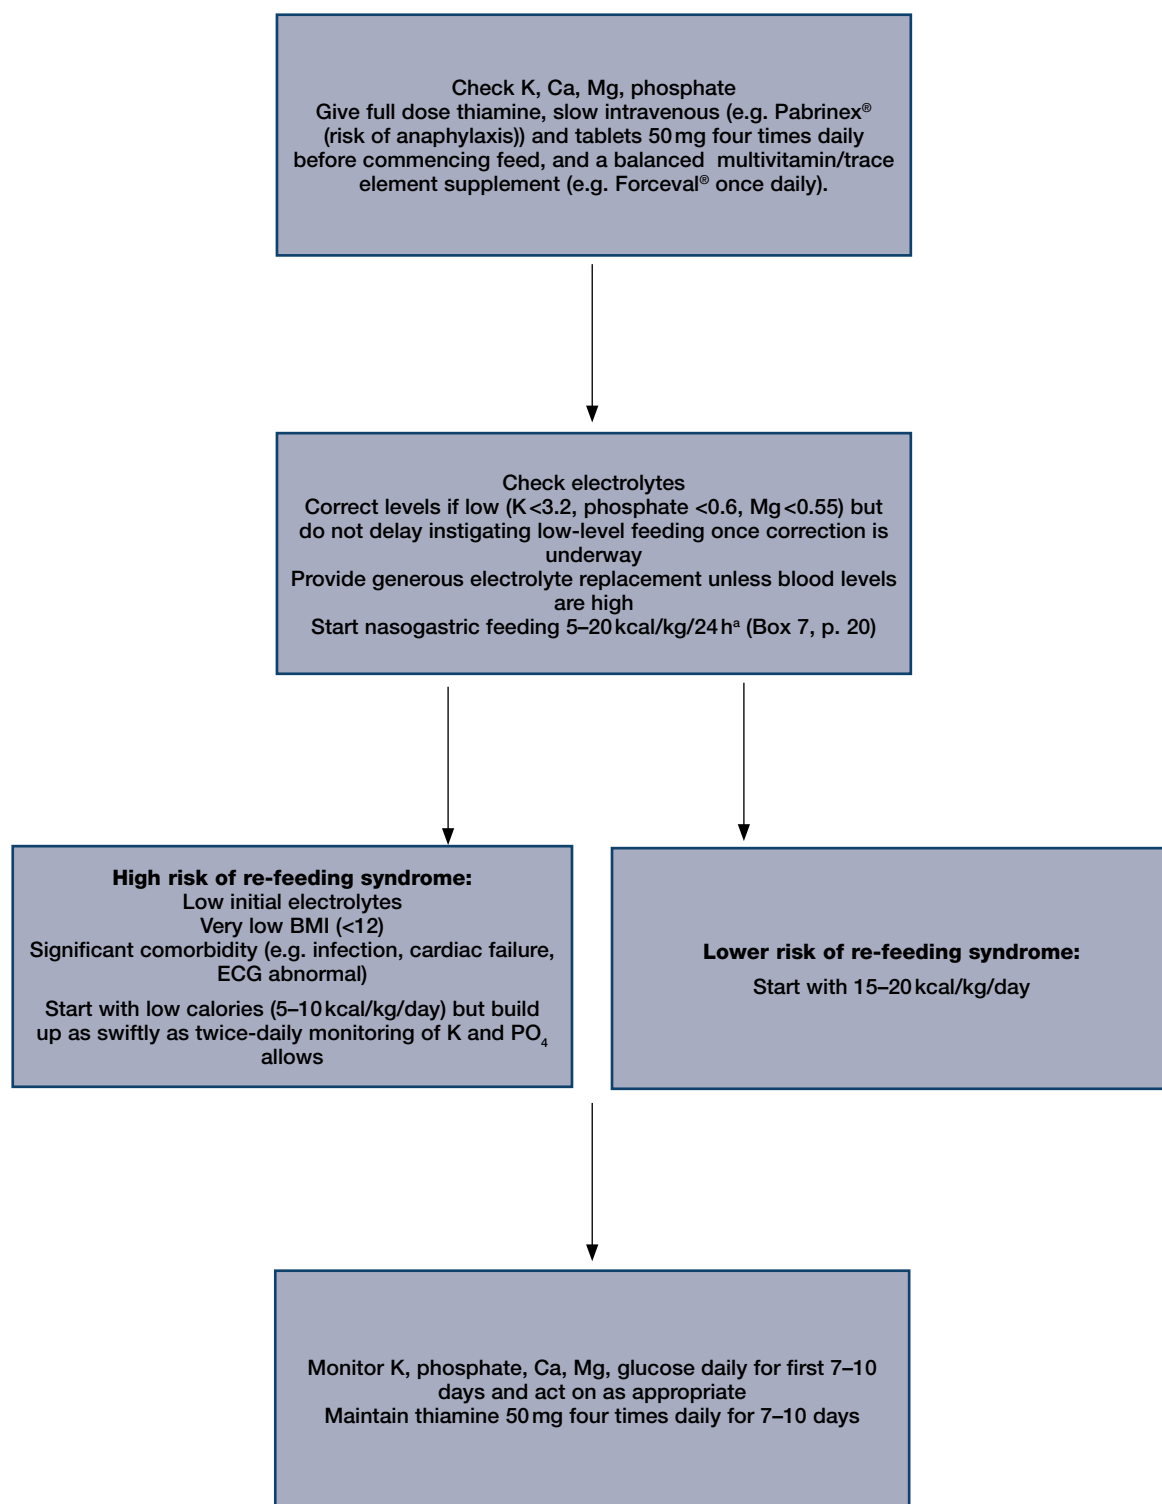 Check K, Ca, Mg, phosphate
Give full dose thiamine, slow intravenous (e.g. Pabrinex®
(risk of anaphylaxis)) and tablets 50 mg four times daily
before commencing feed, and a balanced multivitamin/trace
element supplement (e.g. Forceval® once daily).
Check electrolytes
Correct levels if low (K <3.2, phosphate <0.6, Mg <0.55) but
do not delay instigating low-level feeding once correction is
underway
Provide generous electrolyte replacement unless blood levels
are high
Start nasogastric feeding 5–20 kcal/kg/24 hᵃ (Box 7, p. 20)
High risk of re-feeding syndrome:
Low initial electrolytes
Very low BMI (<12)
Significant comorbidity (e.g. infection, cardiac failure,
ECG abnormal)
Start with low calories (5–10 kcal/kg/day) but build
up as swiftly as twice-daily monitoring of K and PO₄
allows
Lower risk of re-feeding syndrome:
Start with 15–20 kcal/kg/day
Monitor K, phosphate, Ca, Mg, glucose daily for first 7–10
days and act on as appropriate
Maintain thiamine 50 mg four times daily for 7–10 days